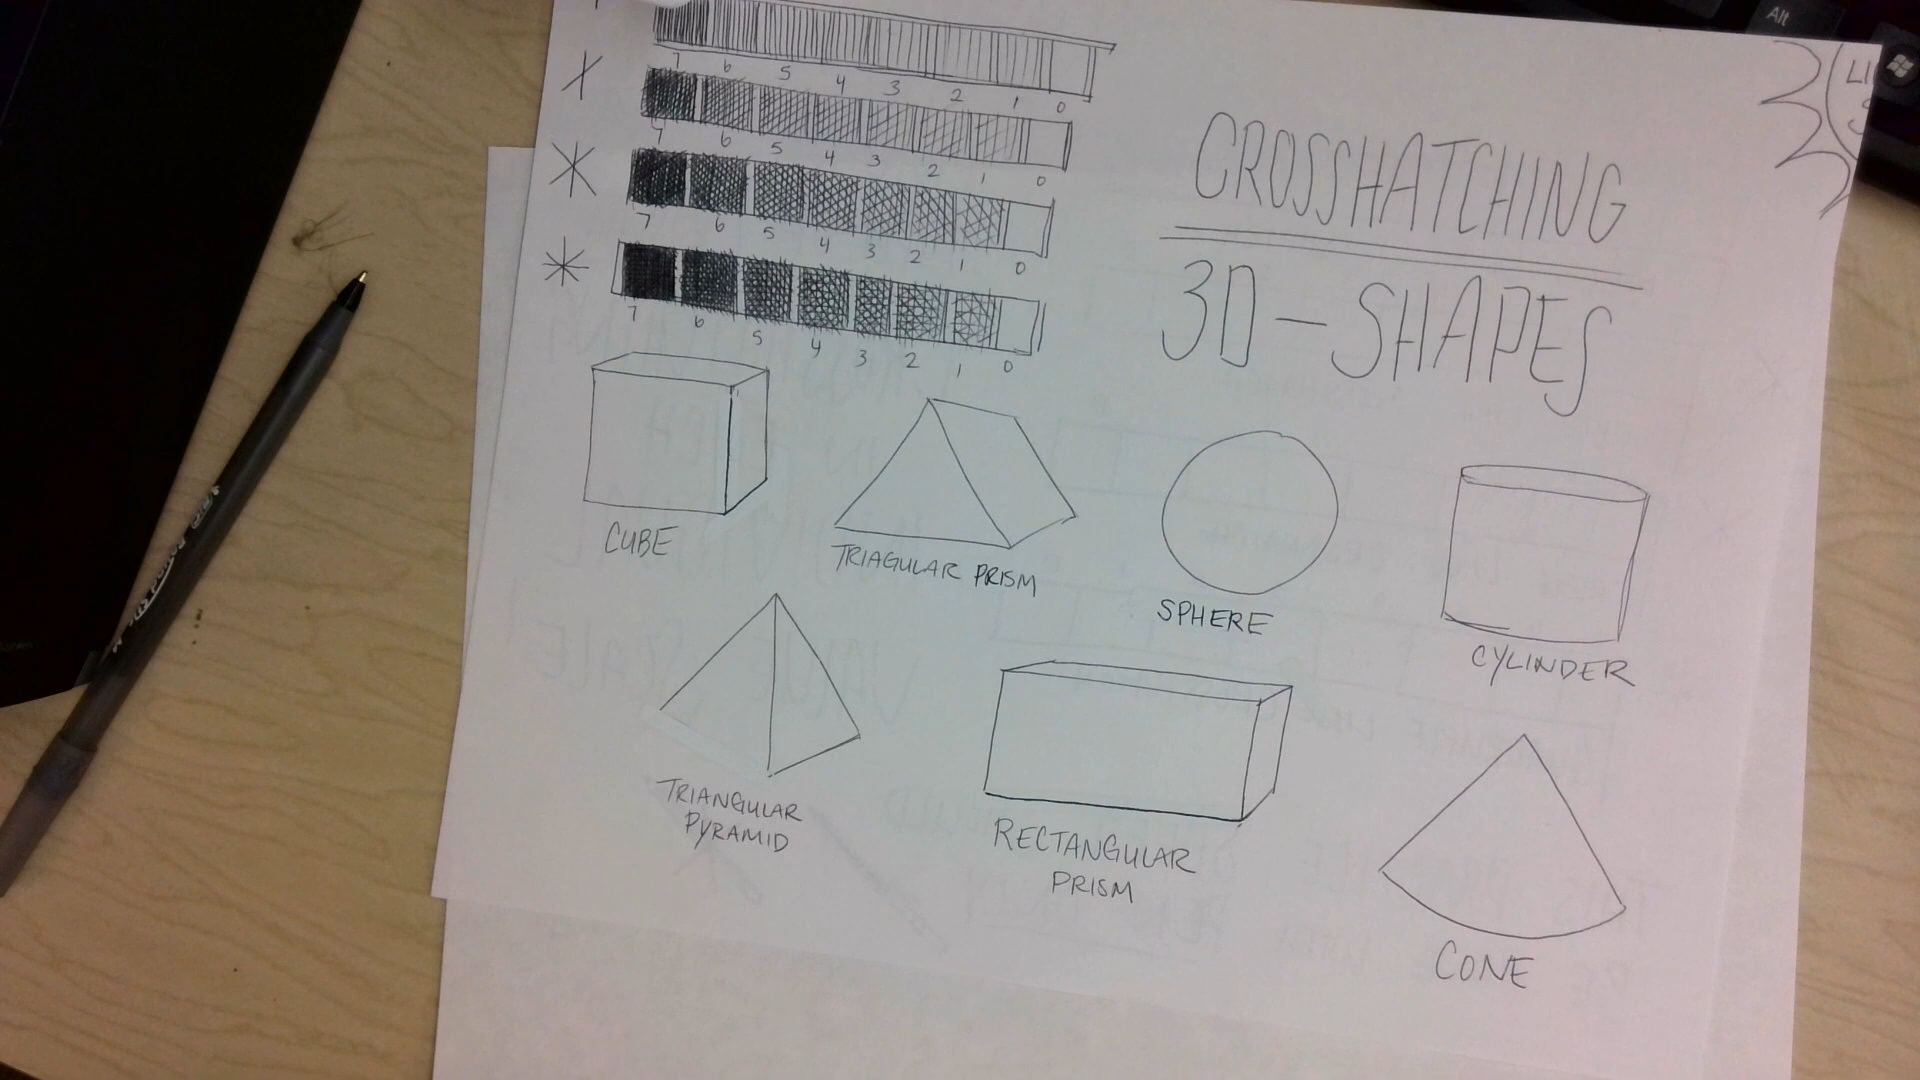 7 6 5 4 3 2 1 0
7 6 5 4 3 2 1 0
7 6 5 4 3 2 1 0
7 6 5 4 3 2 1 0
CROSSHATCHING
3D-SHAPES
CUBE
TRIAGULAR PRISM
SPHERE
CYLINDER
TRIANGULAR
PYRAMID
RECTANGULAR
PRISM
CONE
Alt
LI
BIC